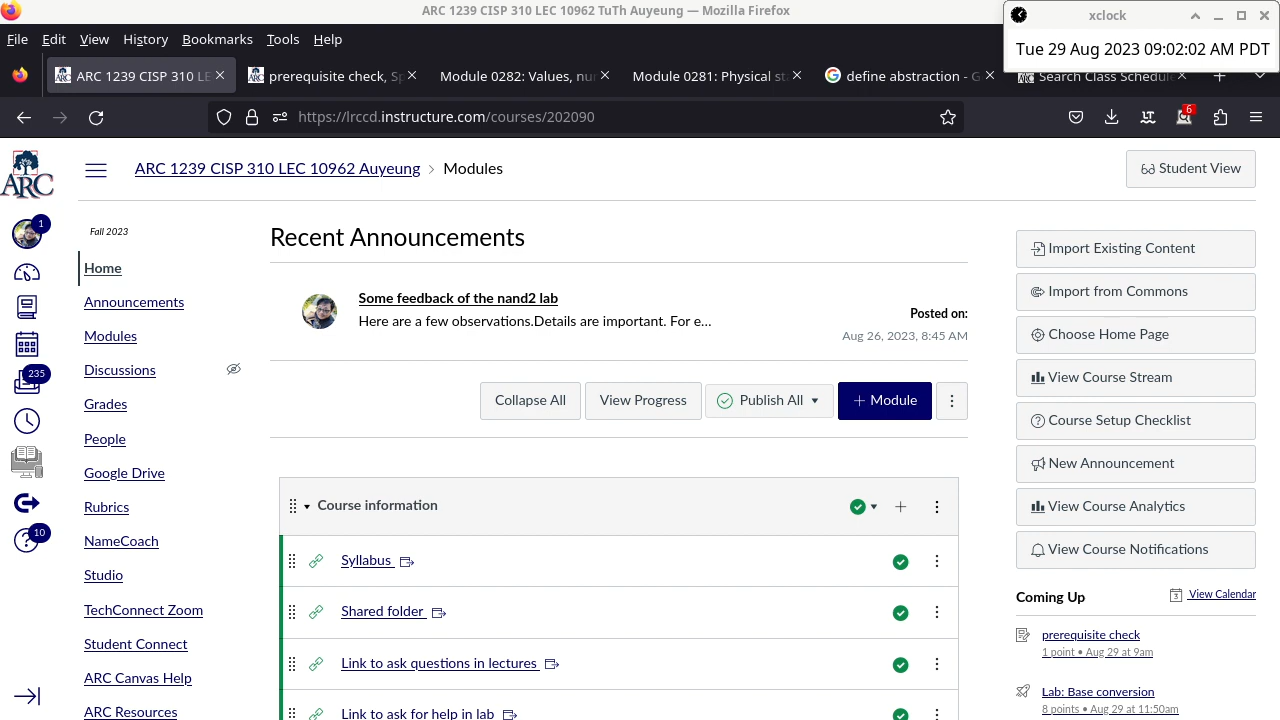 ARC 1239 CISP 310 LEC 10962 TuTh Auyeung — Mozilla Firefox
xclock
File Edit View History Bookmarks Tools Help
Tue 29 Aug 2023 09:02:02 AM PDT
ARC 1239 CISP 310 LE
prerequisite check, Sp
Module 0282: Values, nu
Module 0281: Physical st
define abstraction - G
Search Class Schedule
https://lrccd.instructure.com/courses/202090
6
ARC
ARC 1239 CISP 310 LEC 10962 Auyeung
Modules
Student View
1
235
10
Fall 2023
Home
Announcements
Modules
Discussions
Grades
People
Google Drive
Rubrics
NameCoach
Studio
TechConnect Zoom
Student Connect
ARC Canvas Help
ARC Resources
Recent Announcements
Some feedback of the nand2 lab
Here are a few observations.Details are important. For e...
Posted on:
Aug 26, 2023, 8:45 AM
Collapse All
View Progress
Publish All
+ Module
Course information
Syllabus
Shared folder
Link to ask questions in lectures
Link to ask for help in lab
Import Existing Content
Import from Commons
Choose Home Page
View Course Stream
Course Setup Checklist
New Announcement
View Course Analytics
View Course Notifications
Coming Up
View Calendar
prerequisite check
1 point • Aug 29 at 9am
Lab: Base conversion
8 points • Aug 29 at 11:50am